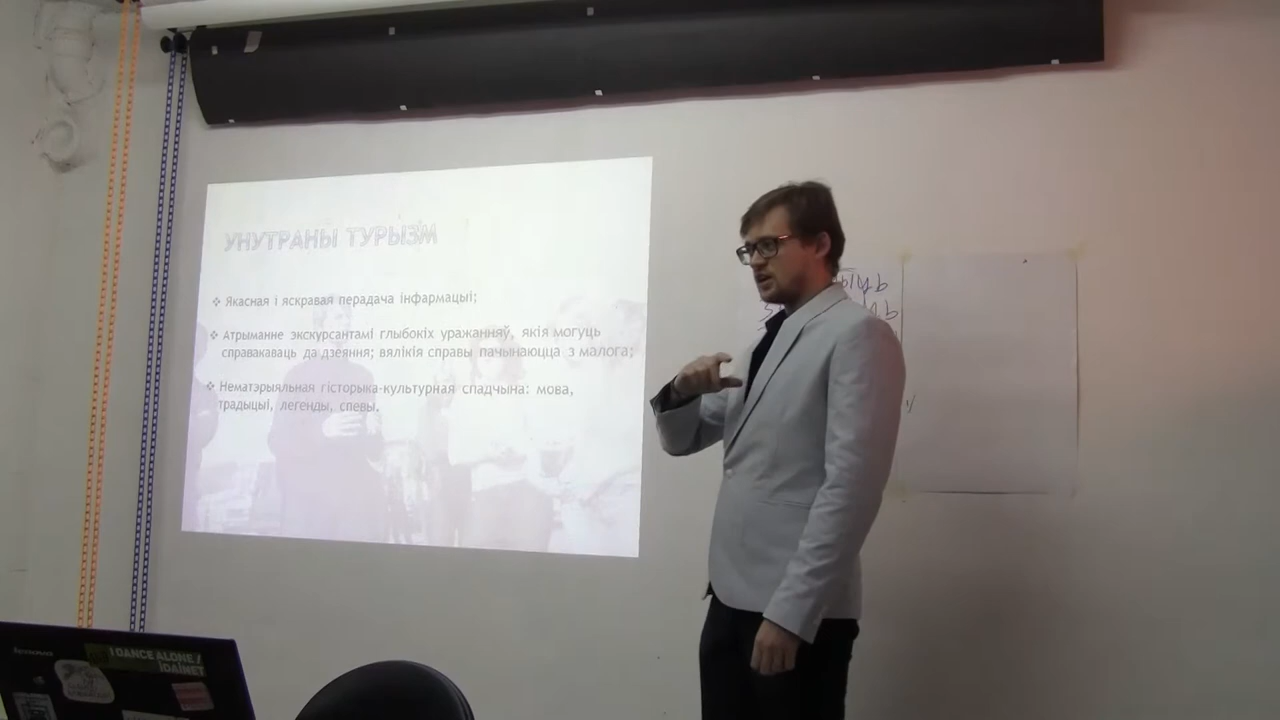 УНУТРАНЫ ТУРЫЗМ
❖ Якасная і яскравая перадача інфармацыі;
❖ Атрыманне экскурсантамі глыбокіх уражанняў, якія могуць
справакаваць да дзеяння; вялікія справы пачынаюцца з малога;
❖ Нематэрыяльная гісторыка-культурная спадчына: мова,
традыцыі, легенды, спевы.
lenovo
I DANCE ALONE /